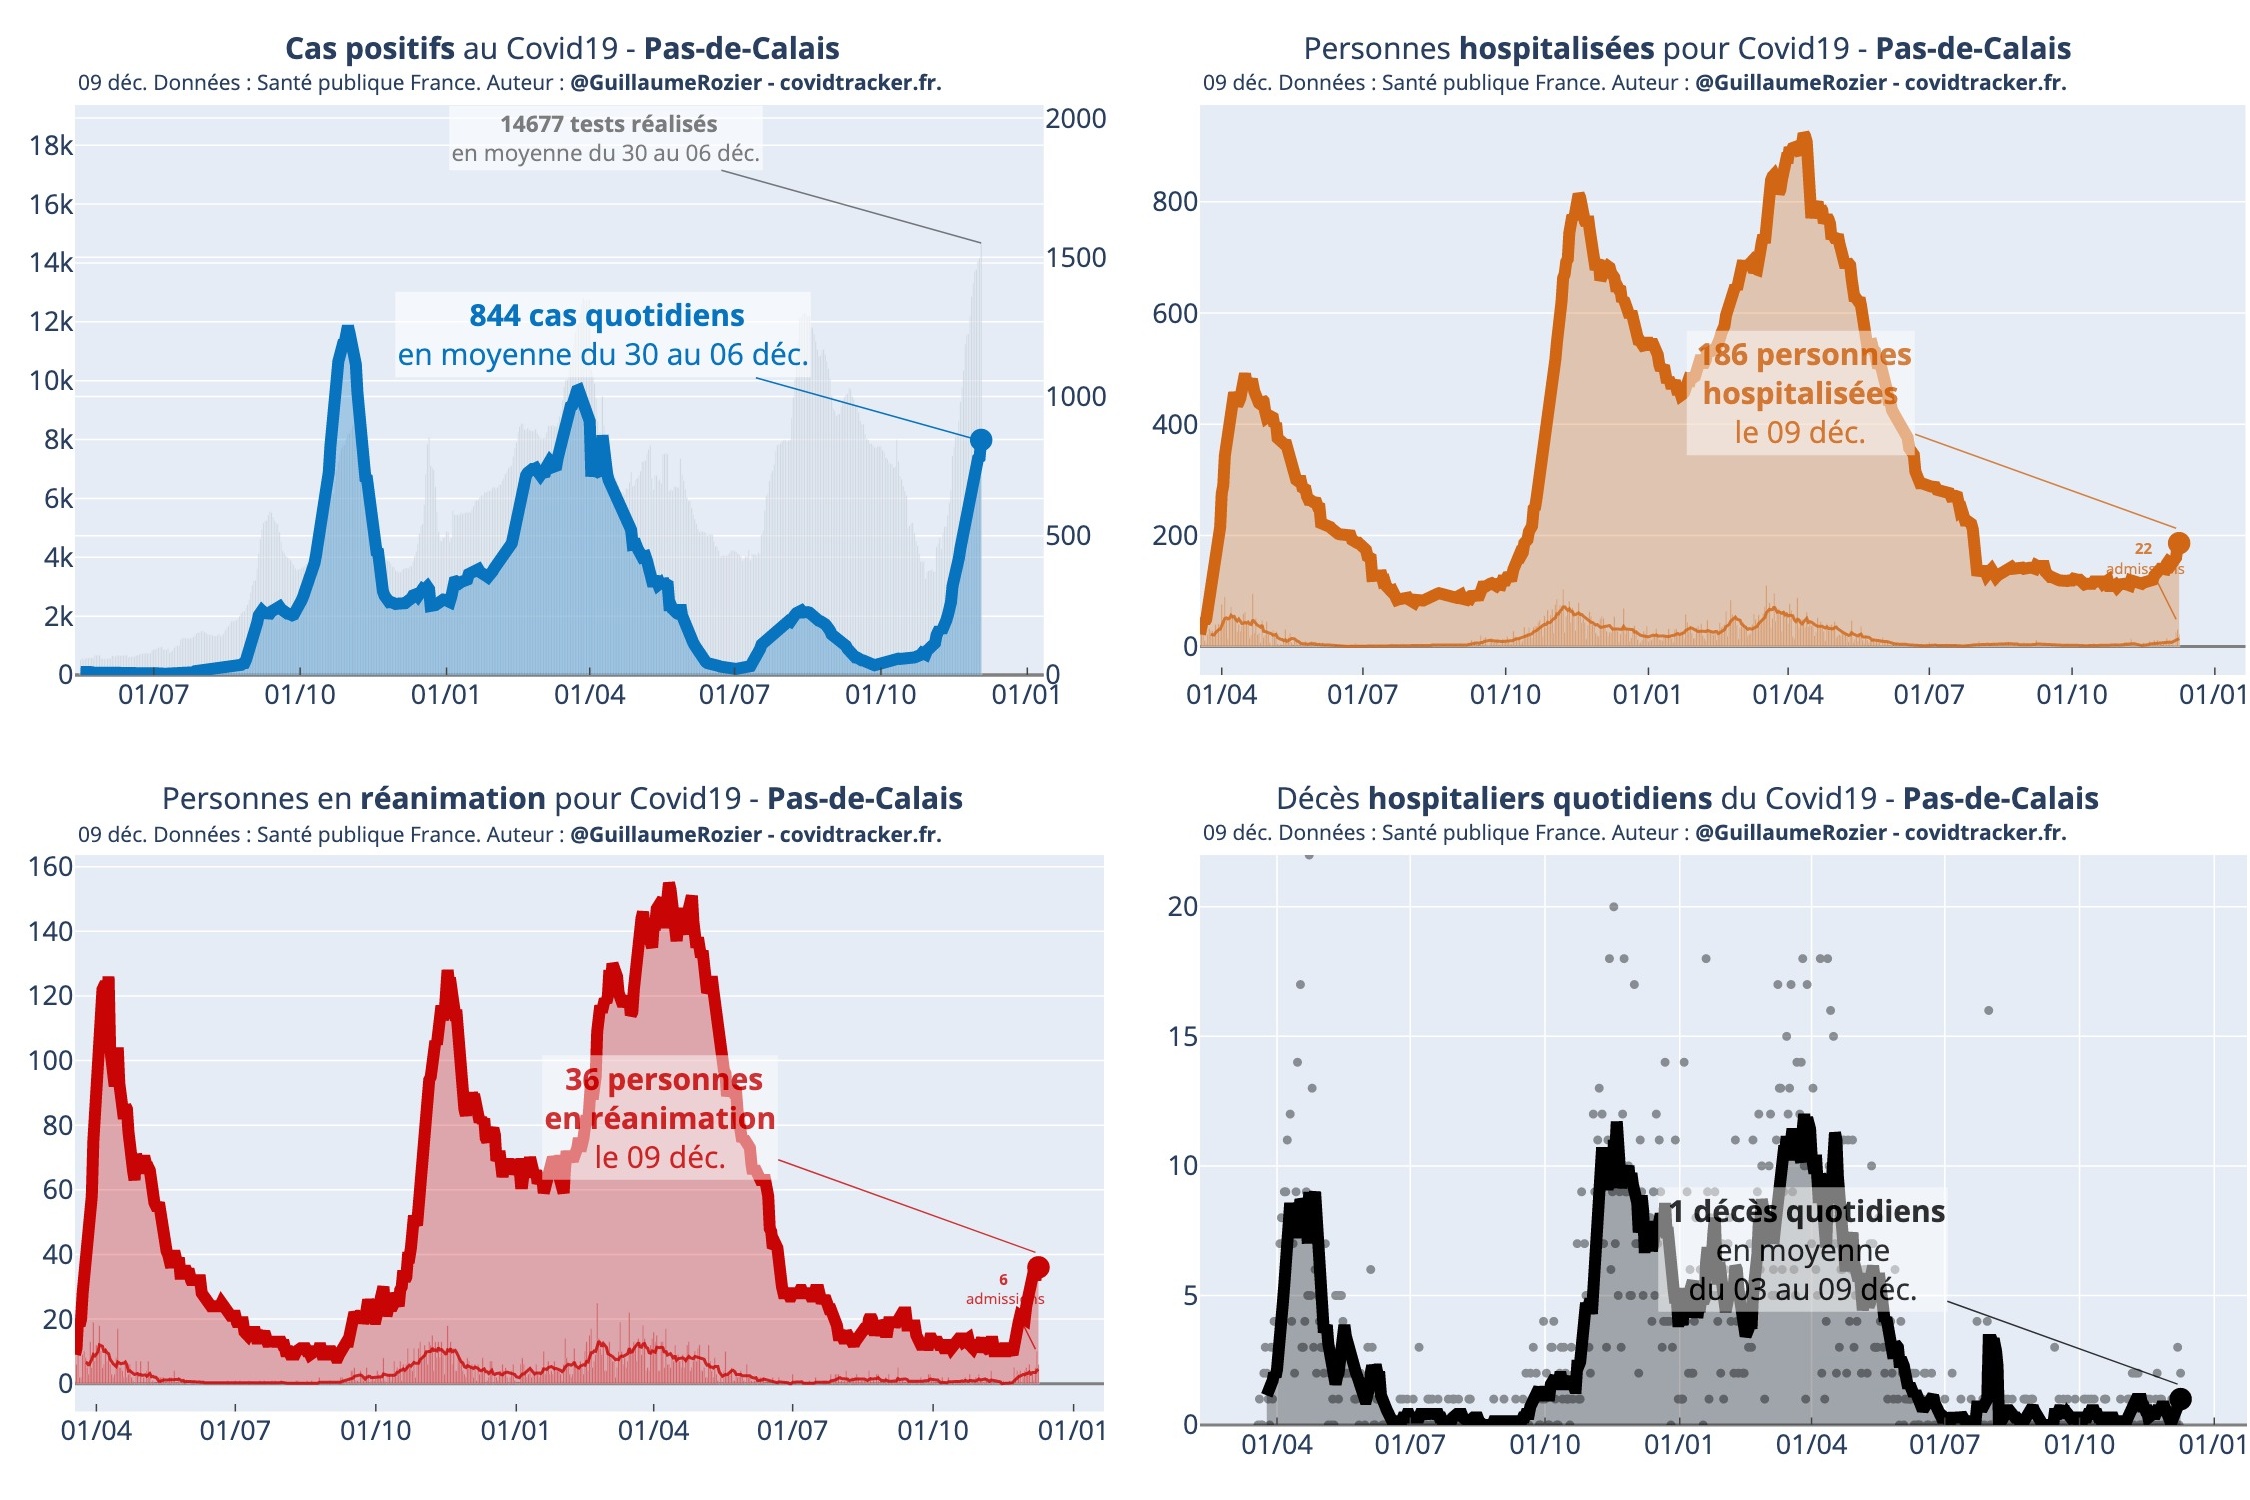 Cas positifs au Covid19 - Pas-de-Calais
09 déc. Données : Santé publique France. Auteur : @GuillaumeRozier - covidtracker.fr.
14677 tests réalisés
en moyenne du 30 au 06 déc.
844 cas quotidiens
en moyenne du 30 au 06 déc.
18k
16k
14k
12k
10k
8k
6k
4k
2k
0
2000
1500
1000
500
0
01/07 01/10 01/01 01/04 01/07 01/10 01/01
Personnes hospitalisées pour Covid19 - Pas-de-Calais
09 déc. Données : Santé publique France. Auteur : @GuillaumeRozier - covidtracker.fr.
800
600
400
200
0
186 personnes
hospitalisées
le 09 déc.
22
admissions
01/04 01/07 01/10 01/01 01/04 01/07 01/10 01/01
Personnes en réanimation pour Covid19 - Pas-de-Calais
09 déc. Données : Santé publique France. Auteur : @GuillaumeRozier - covidtracker.fr.
160
140
120
100
80
60
40
20
0
36 personnes
en réanimation
le 09 déc.
6
admissions
01/04 01/07 01/10 01/01 01/04 01/07 01/10 01/01
Décès hospitaliers quotidiens du Covid19 - Pas-de-Calais
09 déc. Données : Santé publique France. Auteur : @GuillaumeRozier - covidtracker.fr.
20
15
10
5
0
1 décès quotidiens
en moyenne
du 03 au 09 déc.
01/04 01/07 01/10 01/01 01/04 01/07 01/10 01/01